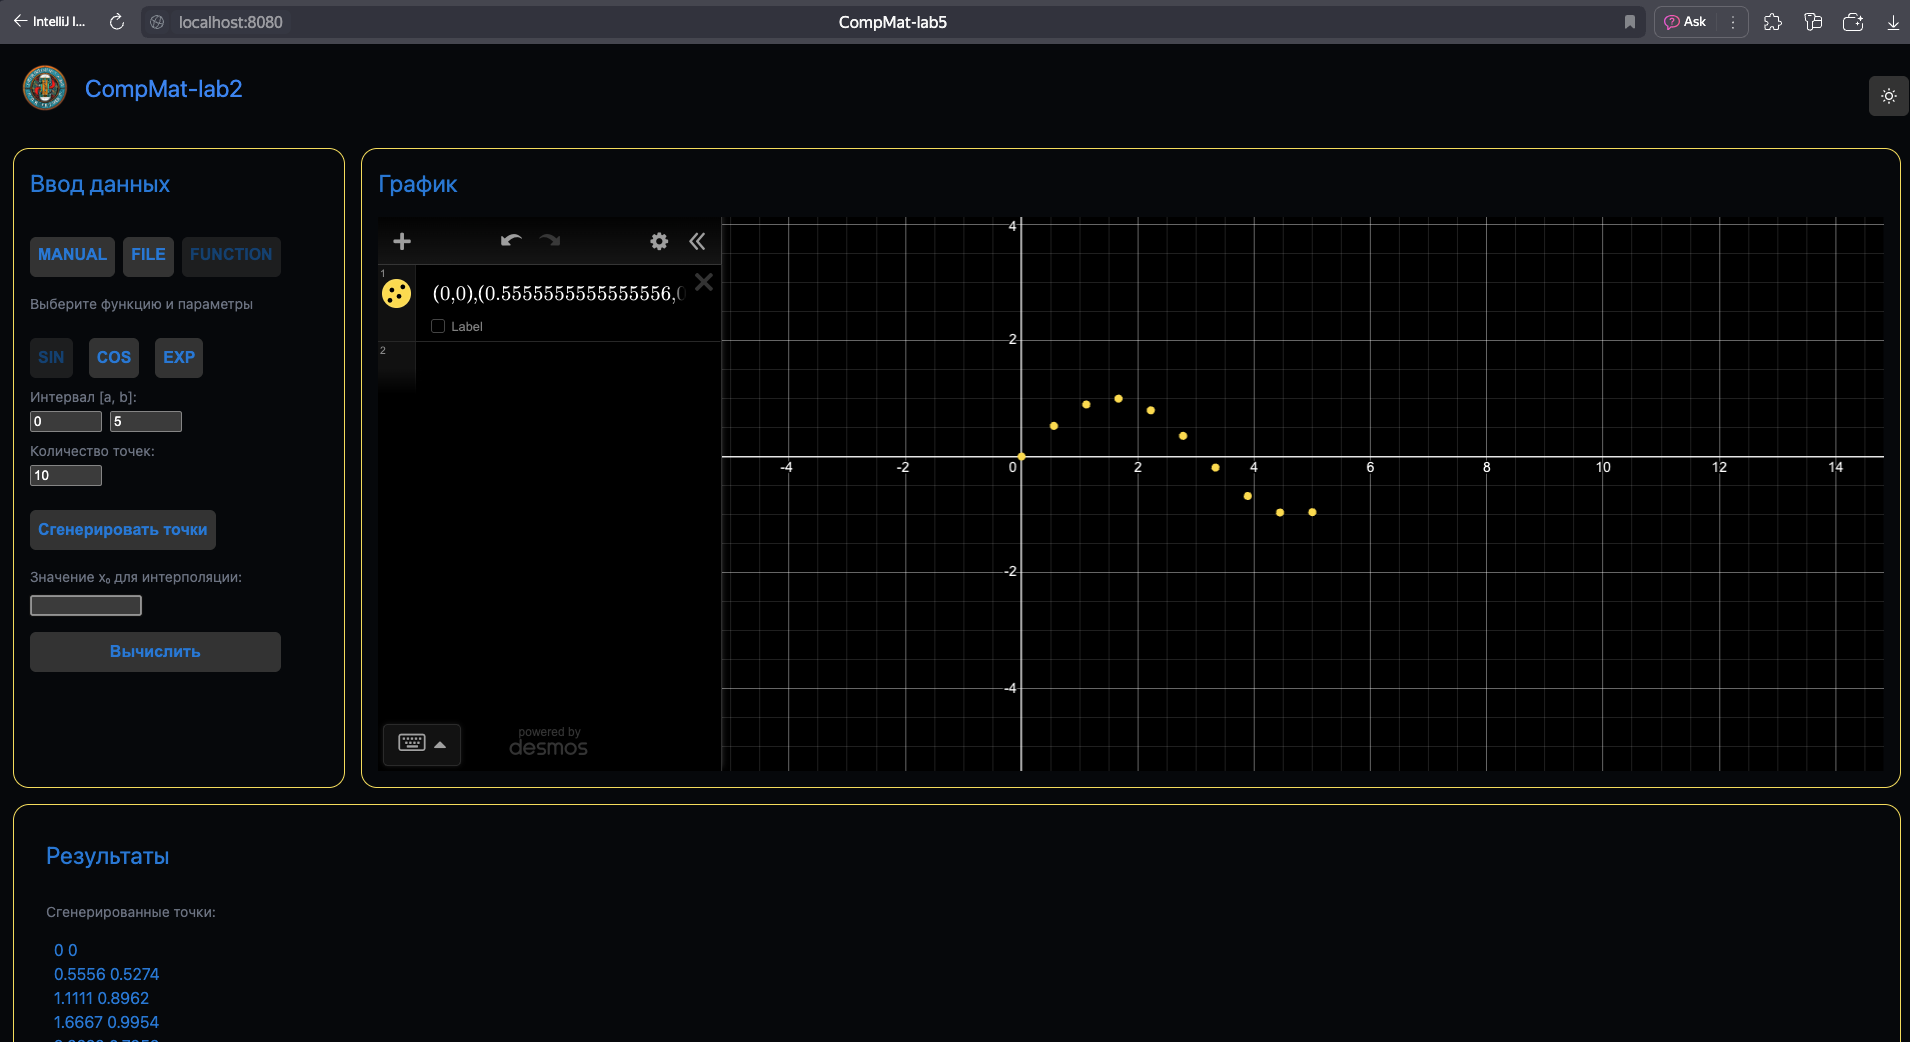 IntelliJ I...
localhost:8080
CompMat-lab5
Ask
CompMat-lab2
Ввод данных
MANUAL FILE FUNCTION
Выберите функцию и параметры
SIN COS EXP
Интервал [a, b]:
0 5
Количество точек:
10
Сгенерировать точки
Значение x₀ для интерполяции:
Вычислить
График
1
(0,0),(0.5555555555555556,0
Label
2
powered by
desmos
4
2
-4 -2 0 2 4 6 8 10 12 14
-2
-4
Результаты
Сгенерированные точки:
0 0
0.5556 0.5274
1.1111 0.8962
1.6667 0.9954